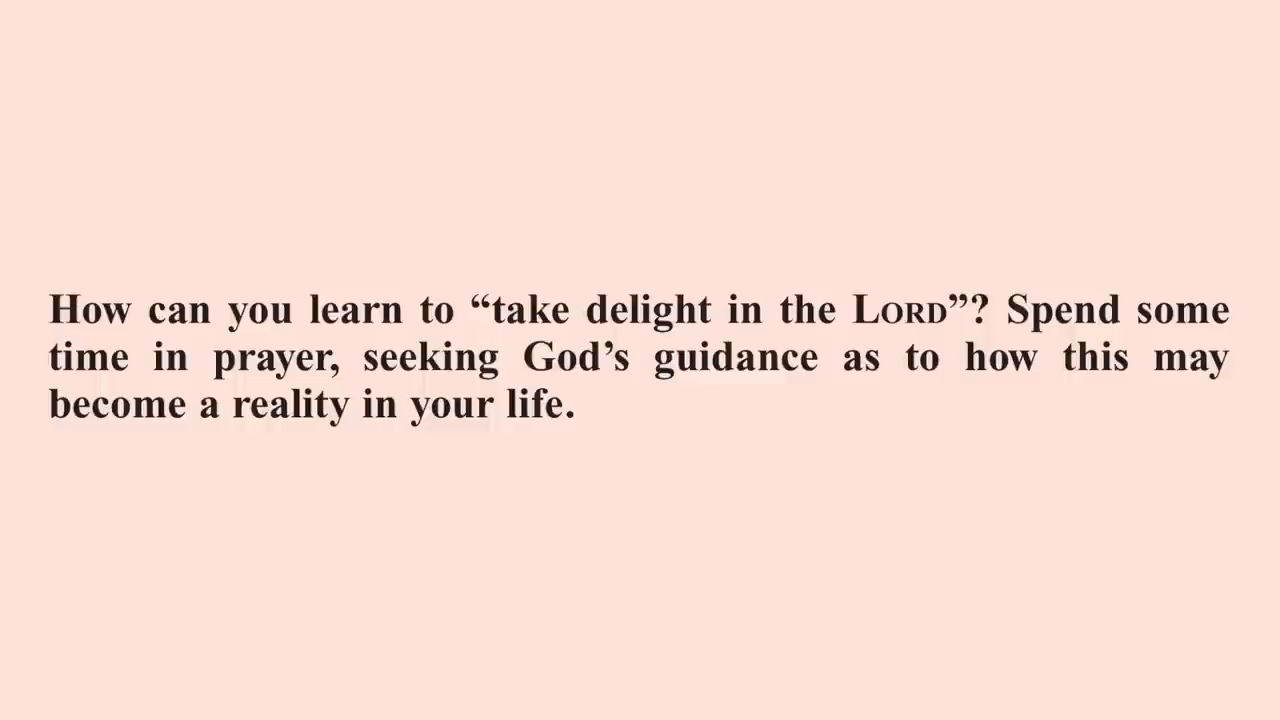 How can you learn to “take delight in the LORD”? Spend some
time in prayer, seeking God’s guidance as to how this may
become a reality in your life.